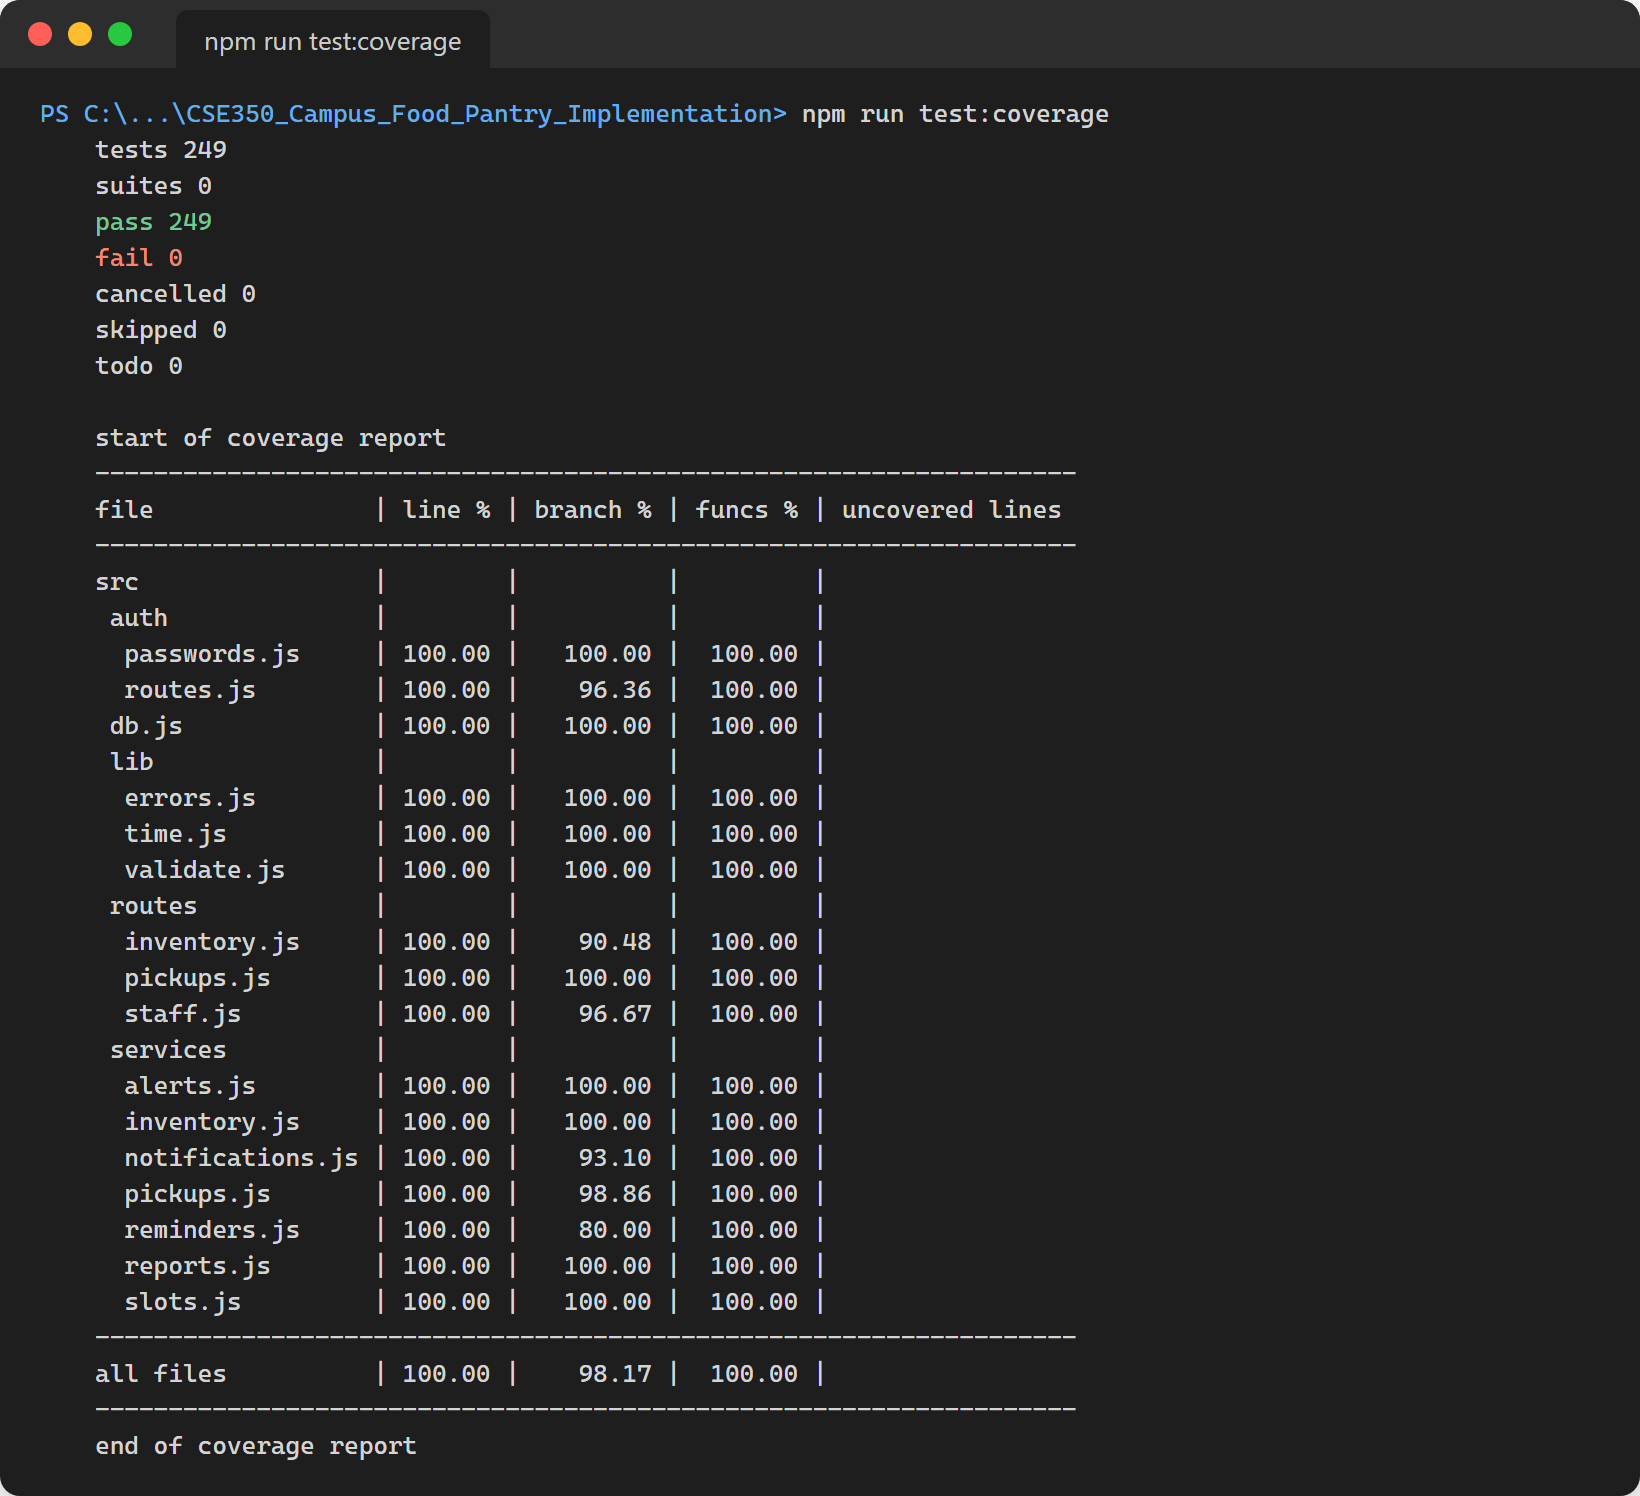 npm run test:coverage
PS C:\...\CSE350_Campus_Food_Pantry_Implementation> npm run test:coverage
tests 249
suites 0
pass 249
fail 0
cancelled 0
skipped 0
todo 0
start of coverage report
-------------------------------------------------------------------
file               | line % | branch % | funcs % | uncovered lines
-------------------------------------------------------------------
src                |        |          |         |
 auth              |        |          |         |
  passwords.js     | 100.00 |   100.00 |  100.00 |
  routes.js        | 100.00 |    96.36 |  100.00 |
 db.js             | 100.00 |   100.00 |  100.00 |
 lib               |        |          |         |
  errors.js        | 100.00 |   100.00 |  100.00 |
  time.js          | 100.00 |   100.00 |  100.00 |
  validate.js      | 100.00 |   100.00 |  100.00 |
 routes            |        |          |         |
  inventory.js     | 100.00 |    90.48 |  100.00 |
  pickups.js       | 100.00 |   100.00 |  100.00 |
  staff.js         | 100.00 |    96.67 |  100.00 |
 services          |        |          |         |
  alerts.js        | 100.00 |   100.00 |  100.00 |
  inventory.js     | 100.00 |   100.00 |  100.00 |
  notifications.js | 100.00 |    93.10 |  100.00 |
  pickups.js       | 100.00 |    98.86 |  100.00 |
  reminders.js     | 100.00 |    80.00 |  100.00 |
  reports.js       | 100.00 |   100.00 |  100.00 |
  slots.js         | 100.00 |   100.00 |  100.00 |
-------------------------------------------------------------------
all files          | 100.00 |    98.17 |  100.00 |
-------------------------------------------------------------------
end of coverage report